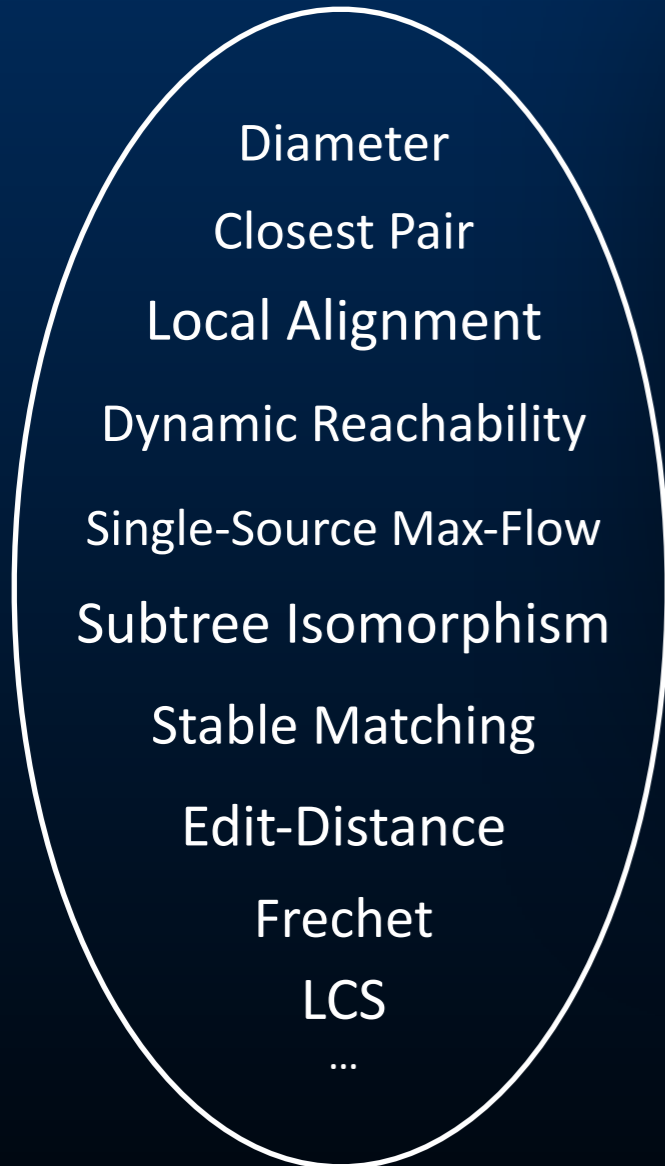 Diameter
Closest Pair
Local Alignment
Dynamic Reachability
Single-Source Max-Flow
Subtree Isomorphism
Stable Matching
Edit-Distance
Frechet
LCS
...